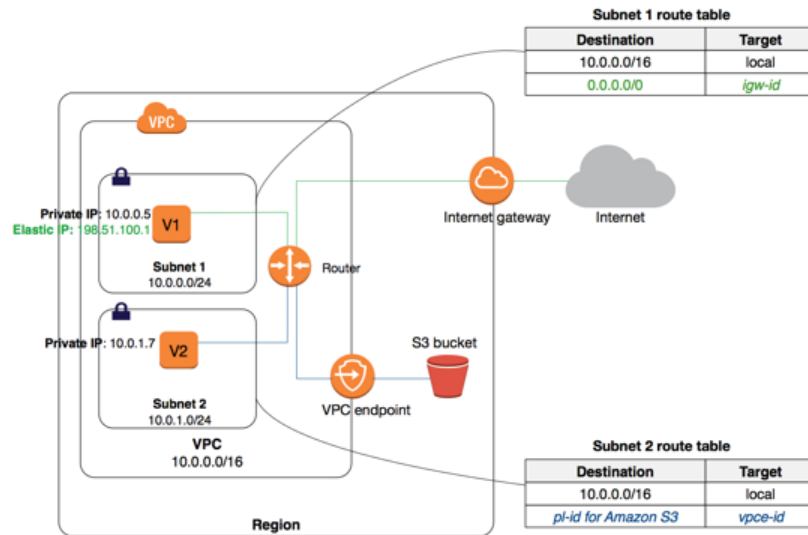 Subnet 1 route table
Destination Target
10.0.0.0/16 local
0.0.0.0/0 igw-id
VPC
Private IP: 10.0.0.5
Elastic IP: 198.51.100.1
V1
Subnet 1
10.0.0.0/24
Router
Internet gateway
Internet
Private IP: 10.0.1.7
V2
Subnet 2
10.0.1.0/24
VPC
10.0.0.0/16
S3 bucket
VPC endpoint
Region
Subnet 2 route table
Destination Target
10.0.0.0/16 local
pl-id for Amazon S3 vpce-id